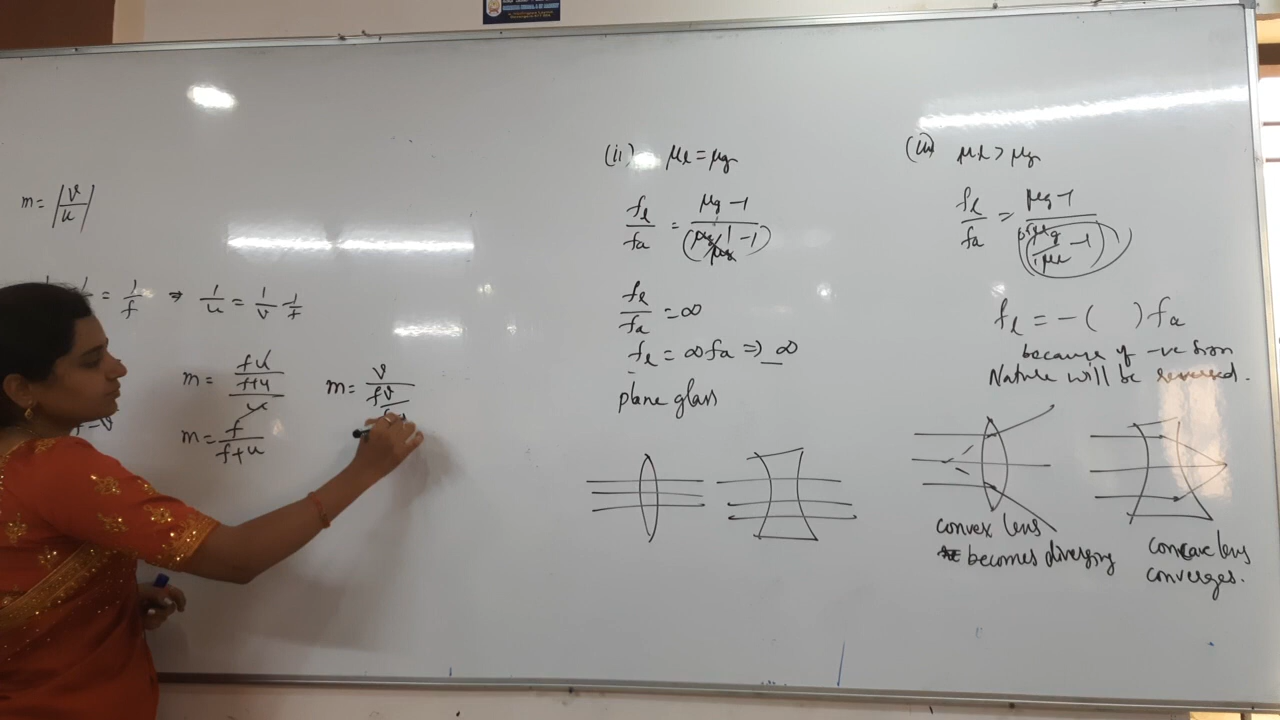 m = |v/u|
= 1/f ⇒ 1/u = 1/v - 1/f
m = (fu/(f+u))/u
m = f/(f+u)
m = v/(fv/
f-v
(ii) μl = μg
fl/fa = (μg - 1)/(μg/μl - 1)
fl/fa = ∞
fl = ∞ fa ⇒ ∞
plane glass
(iii) μl > μg
fl/fa = (μg - 1)/(μg/μl - 1)
fl = - ( ) fa
because of -ve sign
Nature will be reversed.
convex lens
becomes diverging
concave lens
converges.